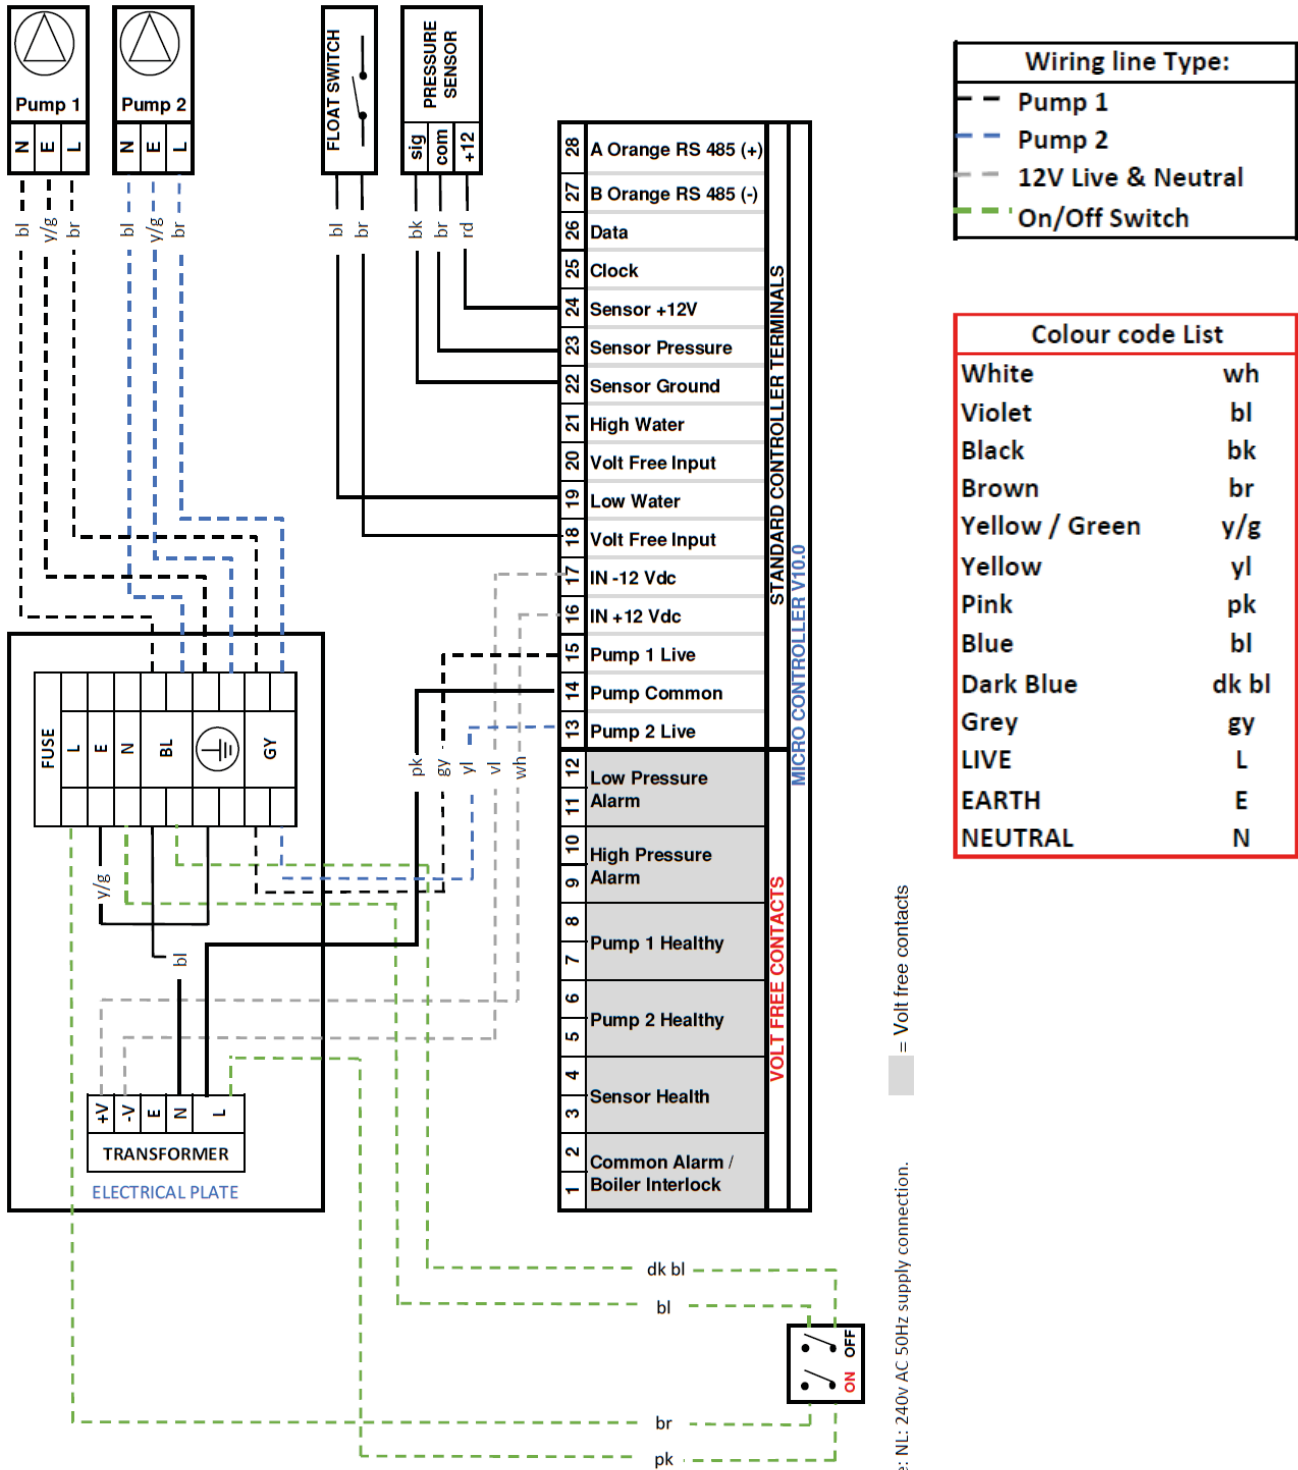 Pump 1
N E L
Pump 2
N E L
FLOAT SWITCH
PRESSURE
SENSOR
sig com +12
bl y/g br
bl y/g br
bl br
bk br rd
28 A Orange RS 485 (+)
27 B Orange RS 485 (-)
26 Data
25 Clock
24 Sensor +12V
23 Sensor Pressure
22 Sensor Ground
21 High Water
20 Volt Free Input
19 Low Water
18 Volt Free Input
17 IN -12 Vdc
16 IN +12 Vdc
15 Pump 1 Live
14 Pump Common
13 Pump 2 Live
12 Low Pressure
11 Alarm
10 High Pressure
9 Alarm
8
7 Pump 1 Healthy
6
5 Pump 2 Healthy
4
3 Sensor Health
2 Common Alarm /
1 Boiler Interlock
STANDARD CONTROLLER TERMINALS
VOLT FREE CONTACTS
MICRO CONTROLLER V10.0
FUSE L E N BL GY
pk gy yl vl wh
y/g
bl
+V -V E N L
TRANSFORMER
ELECTRICAL PLATE
dk bl
bl
br
pk
ON OFF
= Volt free contacts
e: NL: 240v AC 50Hz supply connection.
Wiring line Type:
Pump 1
Pump 2
12V Live & Neutral
On/Off Switch
Colour code List
White wh
Violet bl
Black bk
Brown br
Yellow / Green y/g
Yellow yl
Pink pk
Blue bl
Dark Blue dk bl
Grey gy
LIVE L
EARTH E
NEUTRAL N